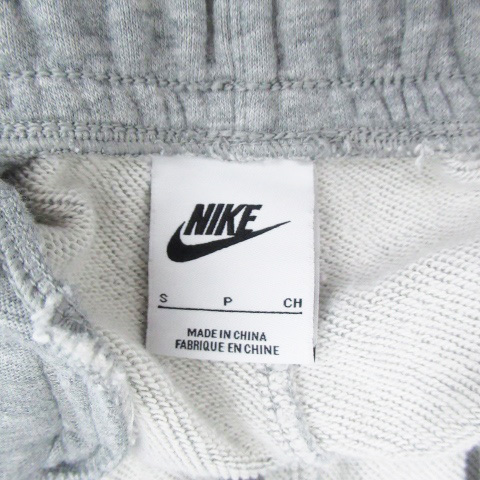 NIKE
S P CH
MADE IN CHINA
FABRIQUE EN CHINE